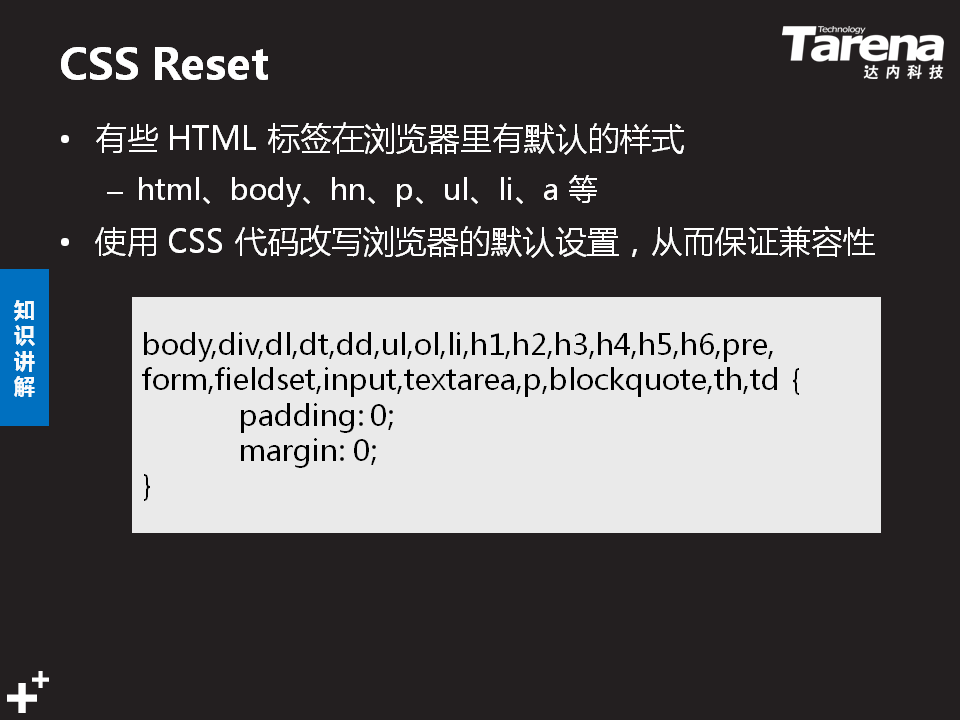 CSS Reset
Technology
Tarena
达内科技
• 有些 HTML 标签在浏览器里有默认的样式
– html、body、hn、p、ul、li、a 等
• 使用 CSS 代码改写浏览器的默认设置，从而保证兼容性
知识讲解
body,div,dl,dt,dd,ul,ol,li,h1,h2,h3,h4,h5,h6,pre,
form,fieldset,input,textarea,p,blockquote,th,td {
padding: 0;
margin: 0;
}